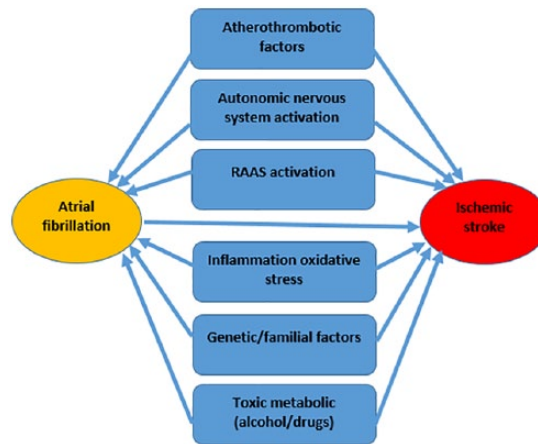 Atherothrombotic
factors
Autonomic nervous
system activation
RAAS activation
Atrial
fibrillation
Ischemic
stroke
Inflammation oxidative
stress
Genetic/familial factors
Toxic metabolic
(alcohol/drugs)